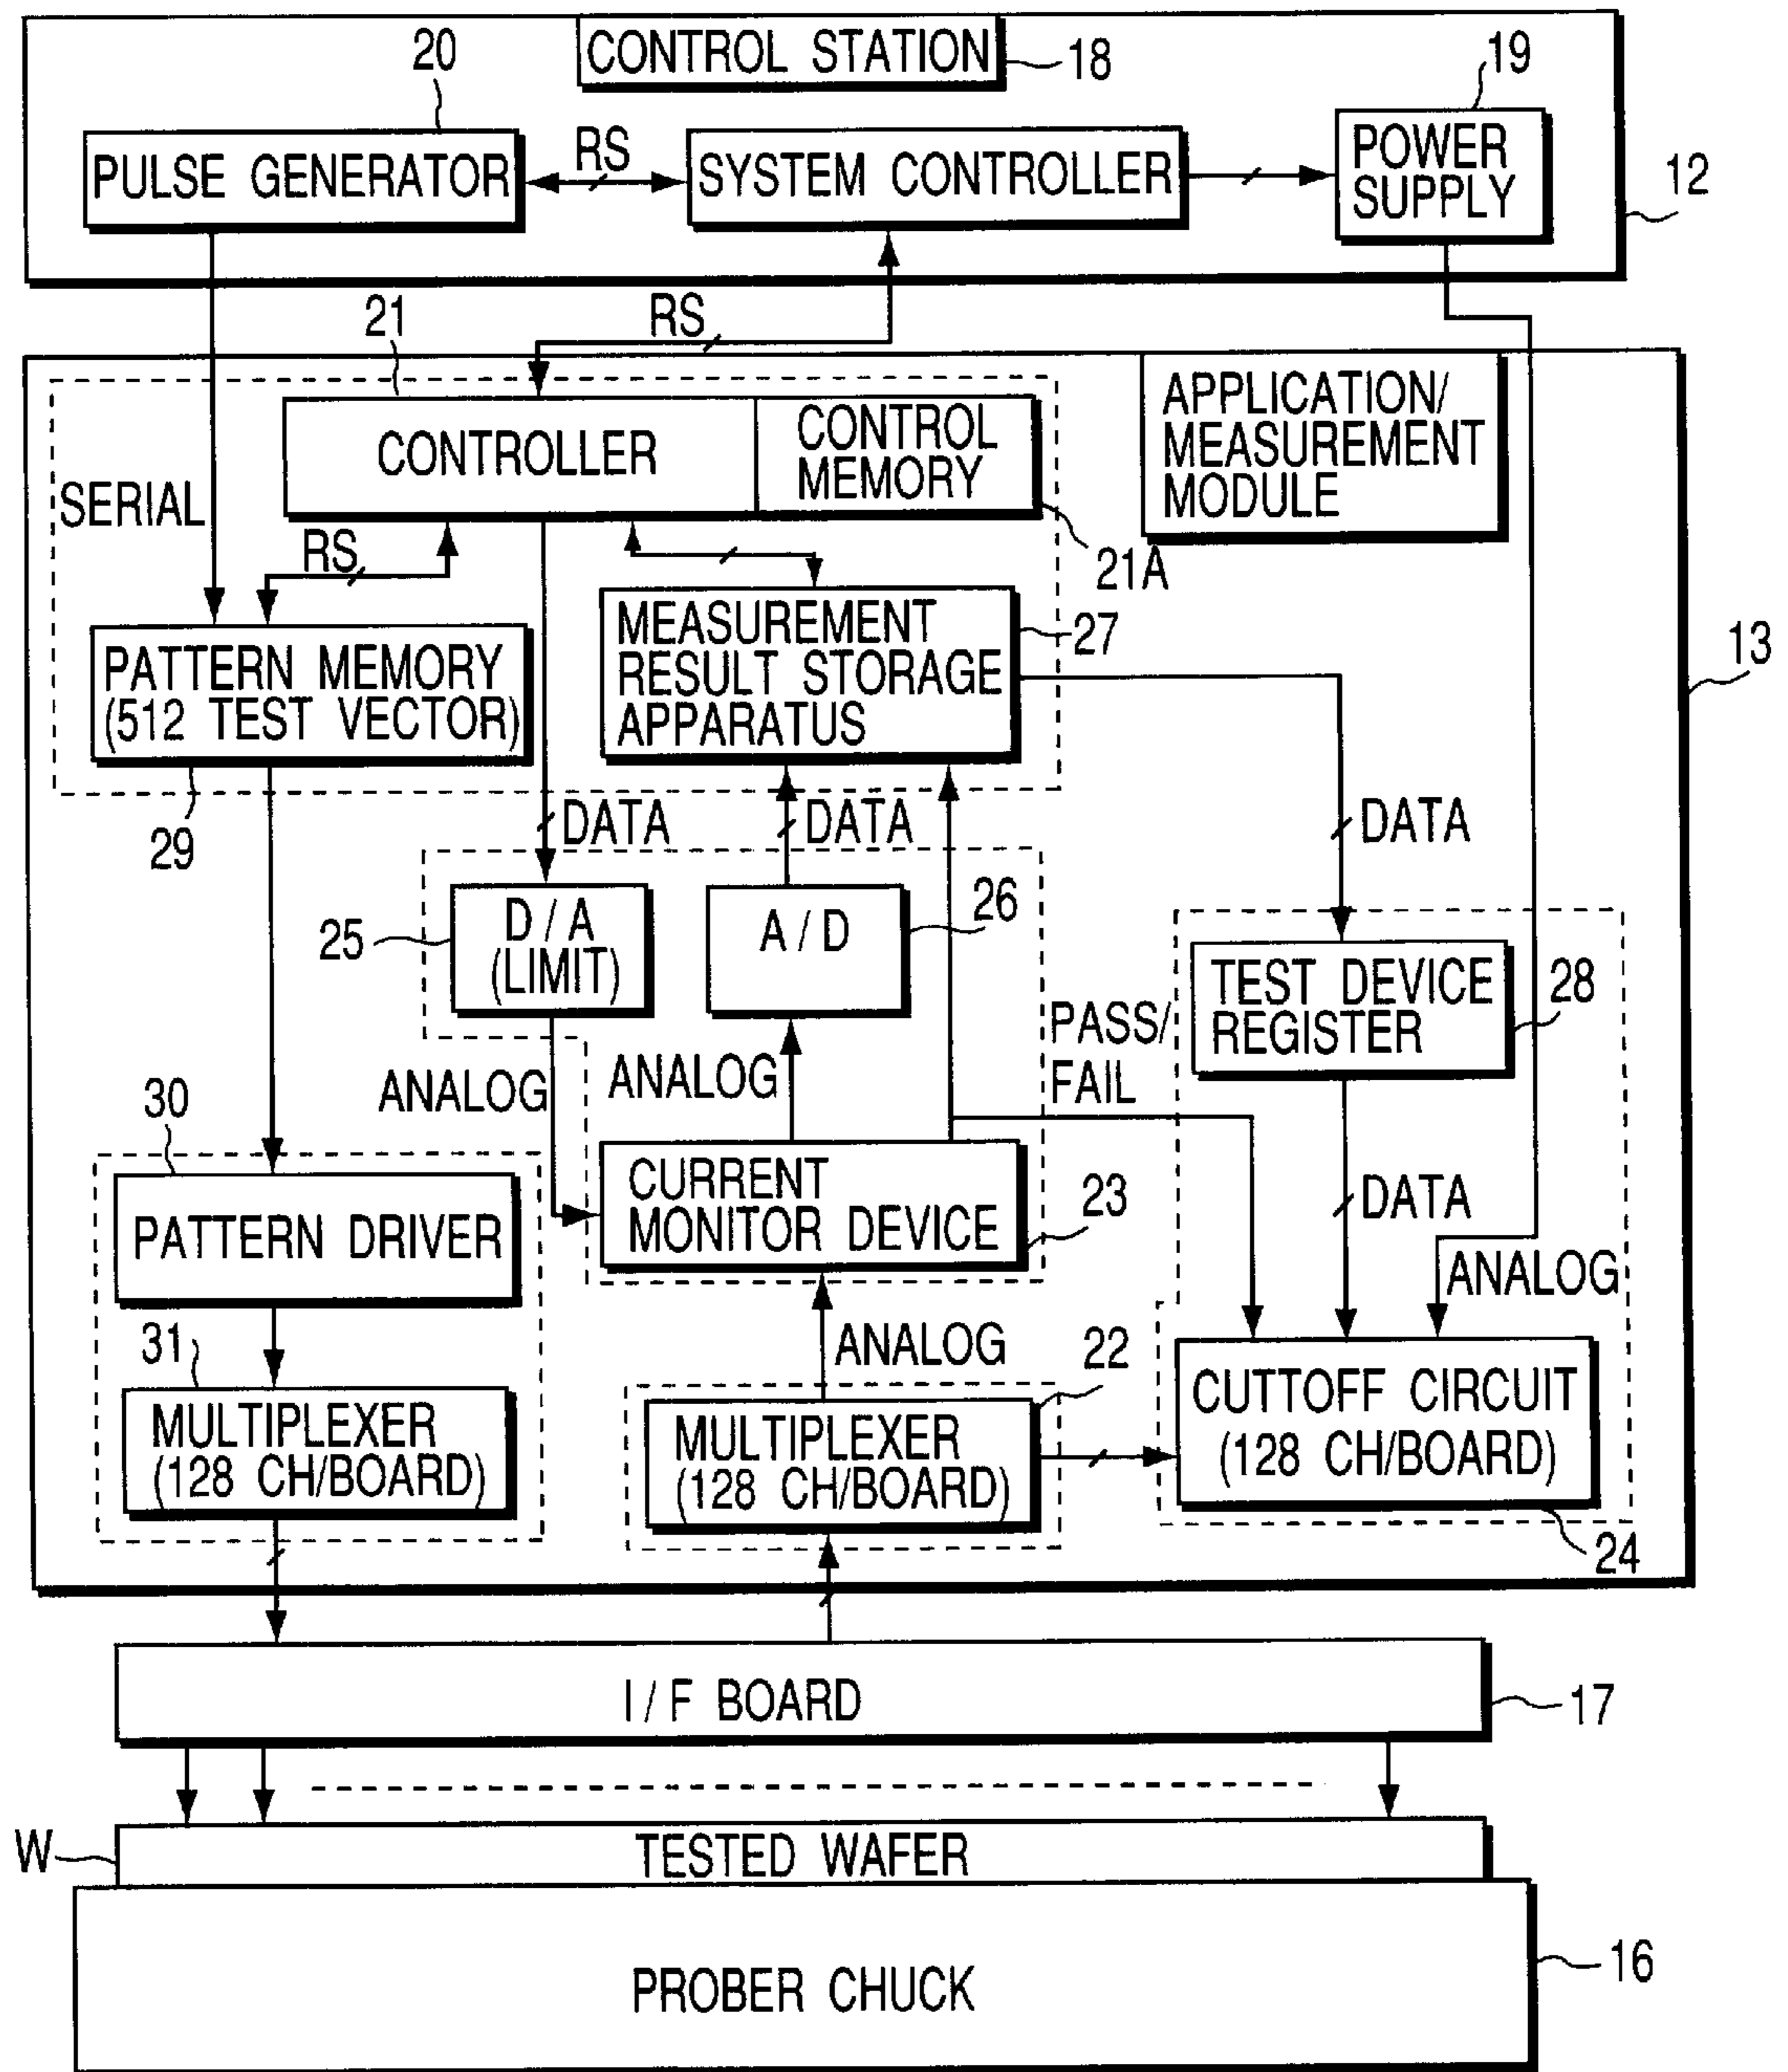 CONTROL STATION
18
20
19
PULSE GENERATOR
RS
SYSTEM CONTROLLER
POWER
SUPPLY
12
21
RS
CONTROLLER
CONTROL
MEMORY
APPLICATION/
MEASUREMENT
MODULE
SERIAL
RS
21A
MEASUREMENT
RESULT STORAGE
APPARATUS
27
13
PATTERN MEMORY
(512 TEST VECTOR)
29
DATA
DATA
DATA
25
D/A
(LIMIT)
A/D
26
TEST DEVICE
REGISTER
28
PASS/
FAIL
ANALOG
ANALOG
30
PATTERN DRIVER
CURRENT
MONITOR DEVICE
23
DATA
ANALOG
31
ANALOG
22
MULTIPLEXER
(128 CH/BOARD)
MULTIPLEXER
(128 CH/BOARD)
CUTTOFF CIRCUIT
(128 CH/BOARD)
24
I/F BOARD
17
W
TESTED WAFER
PROBER CHUCK
16